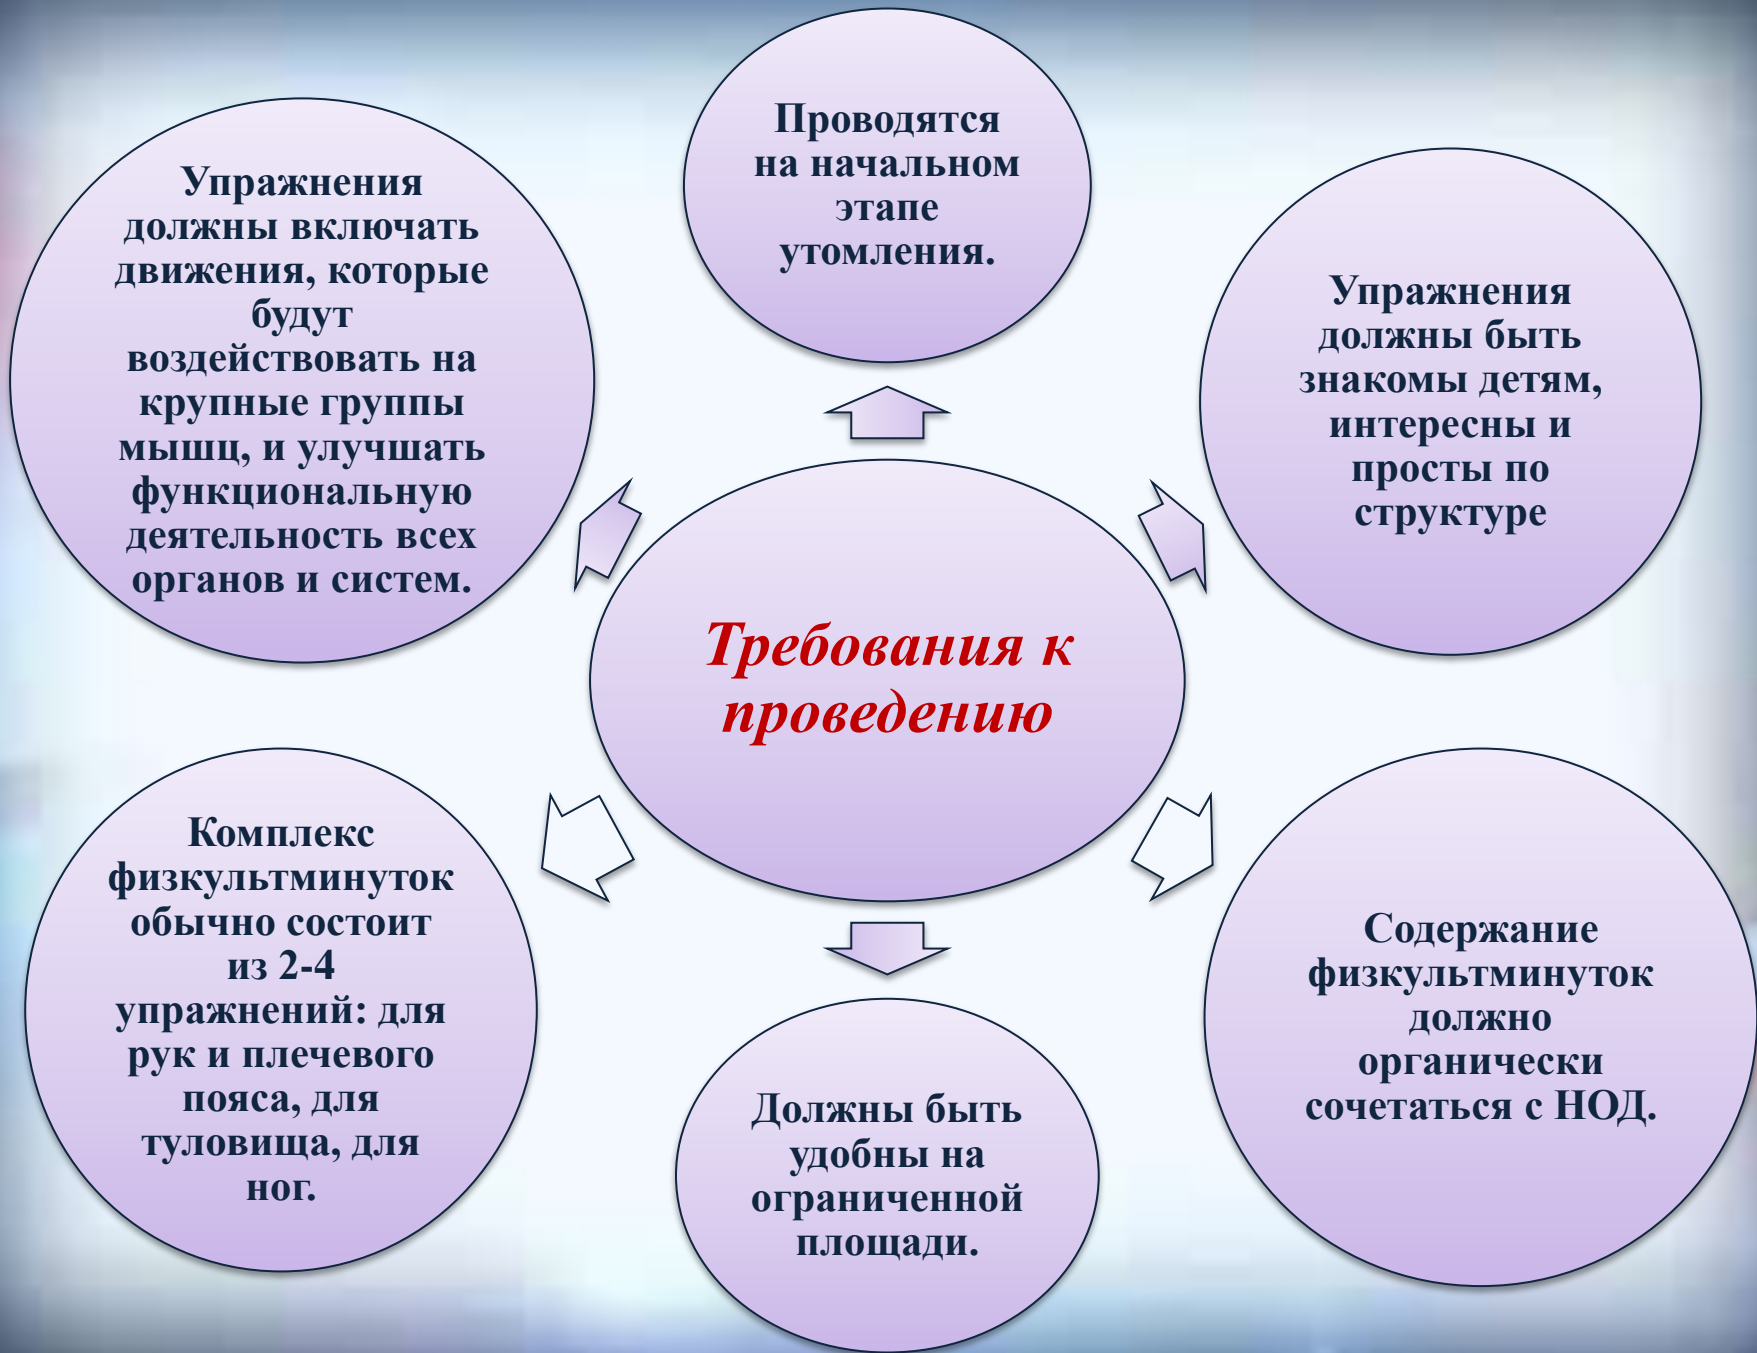 Проводятся
на начальном
этапе
утомления.
Упражнения
должны включать
движения, которые
будут
воздействовать на
крупные группы
мышц, и улучшать
функциональную
деятельность всех
органов и систем.
Упражнения
должны быть
знакомы детям,
интересны и
просты по
структуре
Требования к
проведению
Комплекс
физкультминуток
обычно состоит
из 2-4
упражнений: для
рук и плечевого
пояса, для
туловища, для
ног.
Содержание
физкультминуток
должно
органически
сочетаться с НОД.
Должны быть
удобны на
ограниченной
площади.